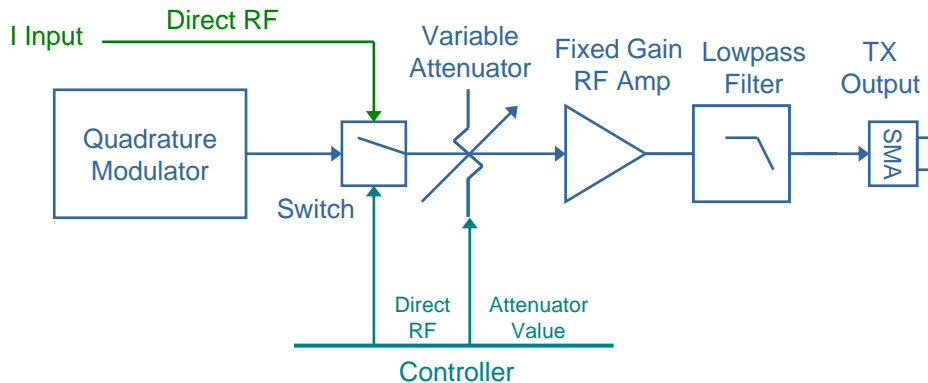 Direct RF
I Input
Variable
Attenuator
Fixed Gain
RF Amp
Lowpass
Filter
TX
Output
Quadrature
Modulator
SMA
Switch
Direct
RF
Attenuator
Value
Controller